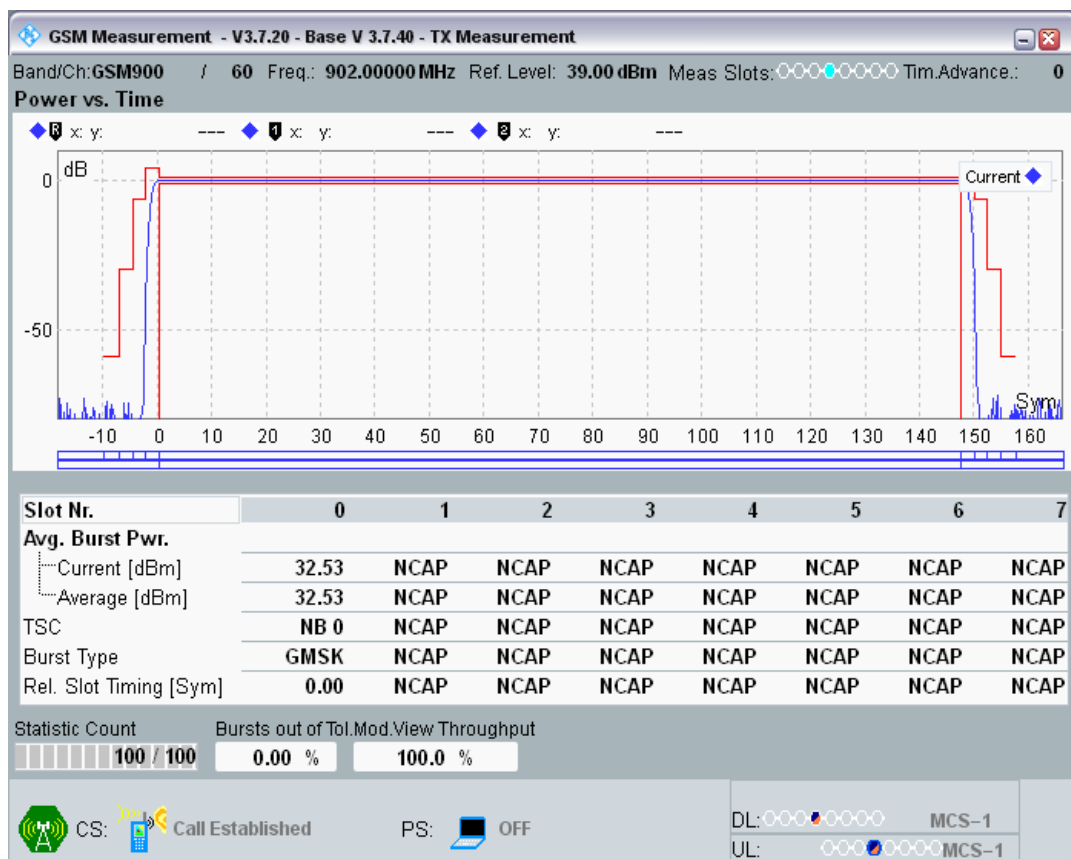 GSM Measurement - V3.7.20 - Base V 3.7.40 - TX Measurement
Band/Ch:GSM900 / 60 Freq.: 902.00000 MHz Ref. Level: 39.00 dBm Meas Slots: Tim.Advance.: 0
Power vs. Time
R x: y: --- 1 x: y: --- 2 x: y: ---
dB
Current
0
-50
Sym
-10 0 10 20 30 40 50 60 70 80 90 100 110 120 130 140 150 160
Slot Nr. 0 1 2 3 4 5 6 7
Avg. Burst Pwr.
Current [dBm] 32.53 NCAP NCAP NCAP NCAP NCAP NCAP NCAP
Average [dBm] 32.53 NCAP NCAP NCAP NCAP NCAP NCAP NCAP
TSC NB 0 NCAP NCAP NCAP NCAP NCAP NCAP NCAP
Burst Type GMSK NCAP NCAP NCAP NCAP NCAP NCAP NCAP
Rel. Slot Timing [Sym] 0.00 NCAP NCAP NCAP NCAP NCAP NCAP NCAP
Statistic Count Bursts out of Tol.Mod.View Throughput
100 / 100 0.00 % 100.0 %
CS: Call Established PS: OFF
DL: MCS-1
UL: MCS-1